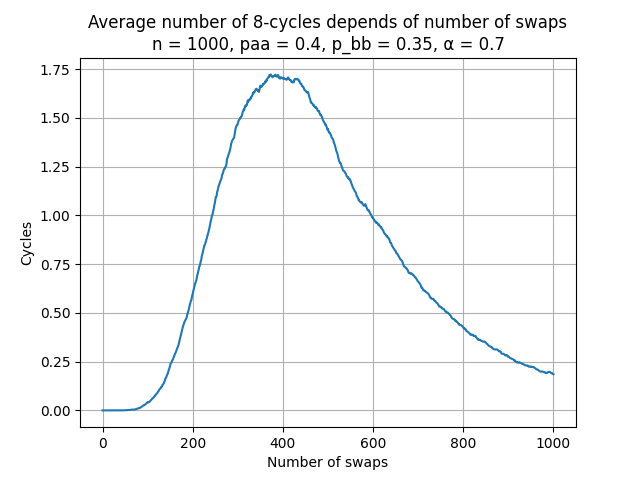 Average number of 8-cycles depends of number of swaps
n = 1000, paa = 0.4, p_bb = 0.35, α = 0.7
1.75
1.50
1.25
1.00
0.75
0.50
0.25
0.00
Cycles
0 200 400 600 800 1000
Number of swaps